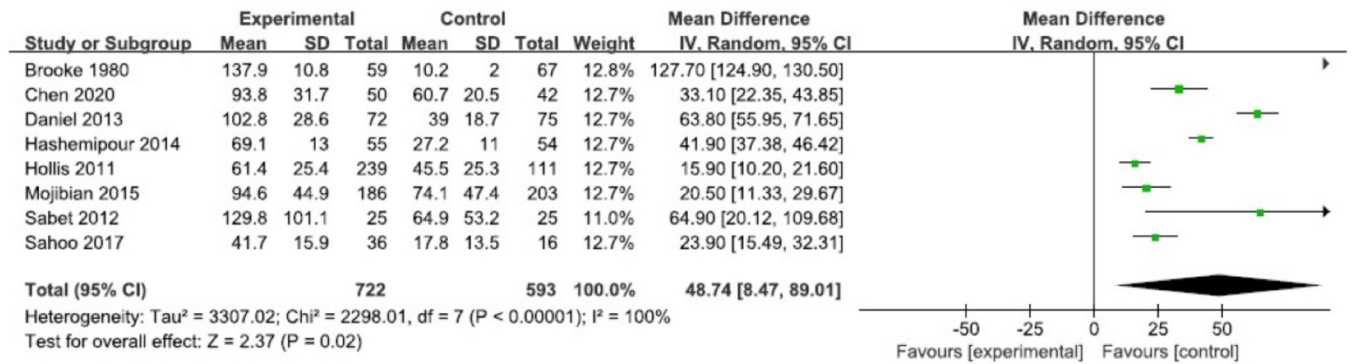 Experimental Control Mean Difference Mean Difference
Study or Subgroup Mean SD Total Mean SD Total Weight IV, Random, 95% CI IV, Random, 95% CI
Brooke 1980 137.9 10.8 59 10.2 2 67 12.8% 127.70 [124.90, 130.50]
Chen 2020 93.8 31.7 50 60.7 20.5 42 12.7% 33.10 [22.35, 43.85]
Daniel 2013 102.8 28.6 72 39 18.7 75 12.7% 63.80 [55.95, 71.65]
Hashemipour 2014 69.1 13 55 27.2 11 54 12.7% 41.90 [37.38, 46.42]
Hollis 2011 61.4 25.4 239 45.5 25.3 111 12.7% 15.90 [10.20, 21.60]
Mojibian 2015 94.6 44.9 186 74.1 47.4 203 12.7% 20.50 [11.33, 29.67]
Sabet 2012 129.8 101.1 25 64.9 53.2 25 11.0% 64.90 [20.12, 109.68]
Sahoo 2017 41.7 15.9 36 17.8 13.5 16 12.7% 23.90 [15.49, 32.31]
Total (95% CI) 722 593 100.0% 48.74 [8.47, 89.01]
Heterogeneity: Tau² = 3307.02; Chi² = 2298.01, df = 7 (P < 0.00001); I² = 100%
Test for overall effect: Z = 2.37 (P = 0.02)
-50 -25 0 25 50
Favours [experimental] Favours [control]